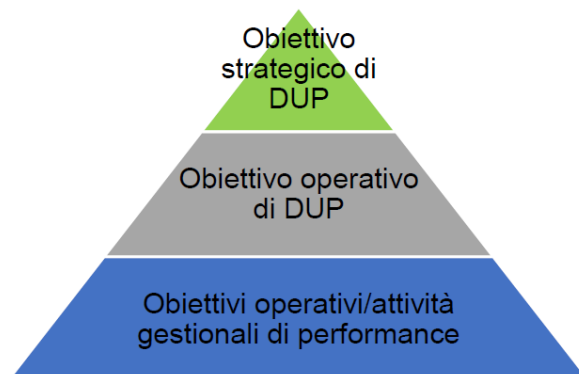 Obiettivo
strategico di
DUP
Obiettivo operativo
di DUP
Obiettivi operativi/attività
gestionali di performance